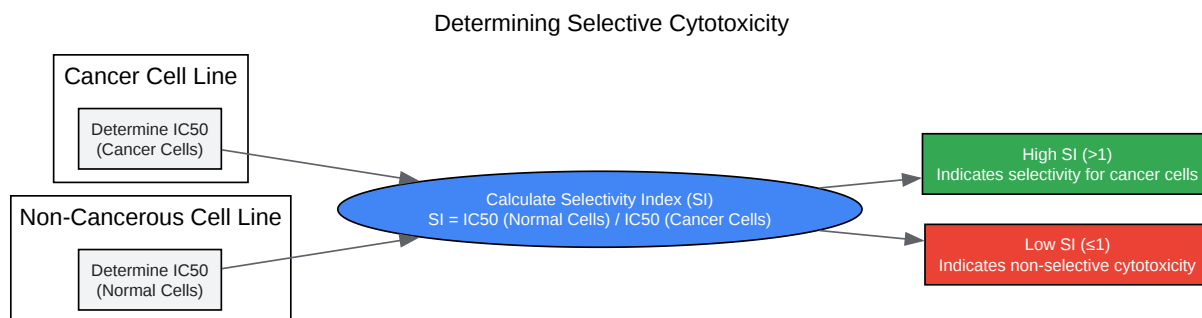 Determining Selective Cytotoxicity
Cancer Cell Line
Determine IC50
(Cancer Cells)
Non-Cancerous Cell Line
Determine IC50
(Normal Cells)
Calculate Selectivity Index (SI)
SI = IC50 (Normal Cells) / IC50 (Cancer Cells)
High SI (>1)
Indicates selectivity for cancer cells
Low SI (≤1)
Indicates non-selective cytotoxicity